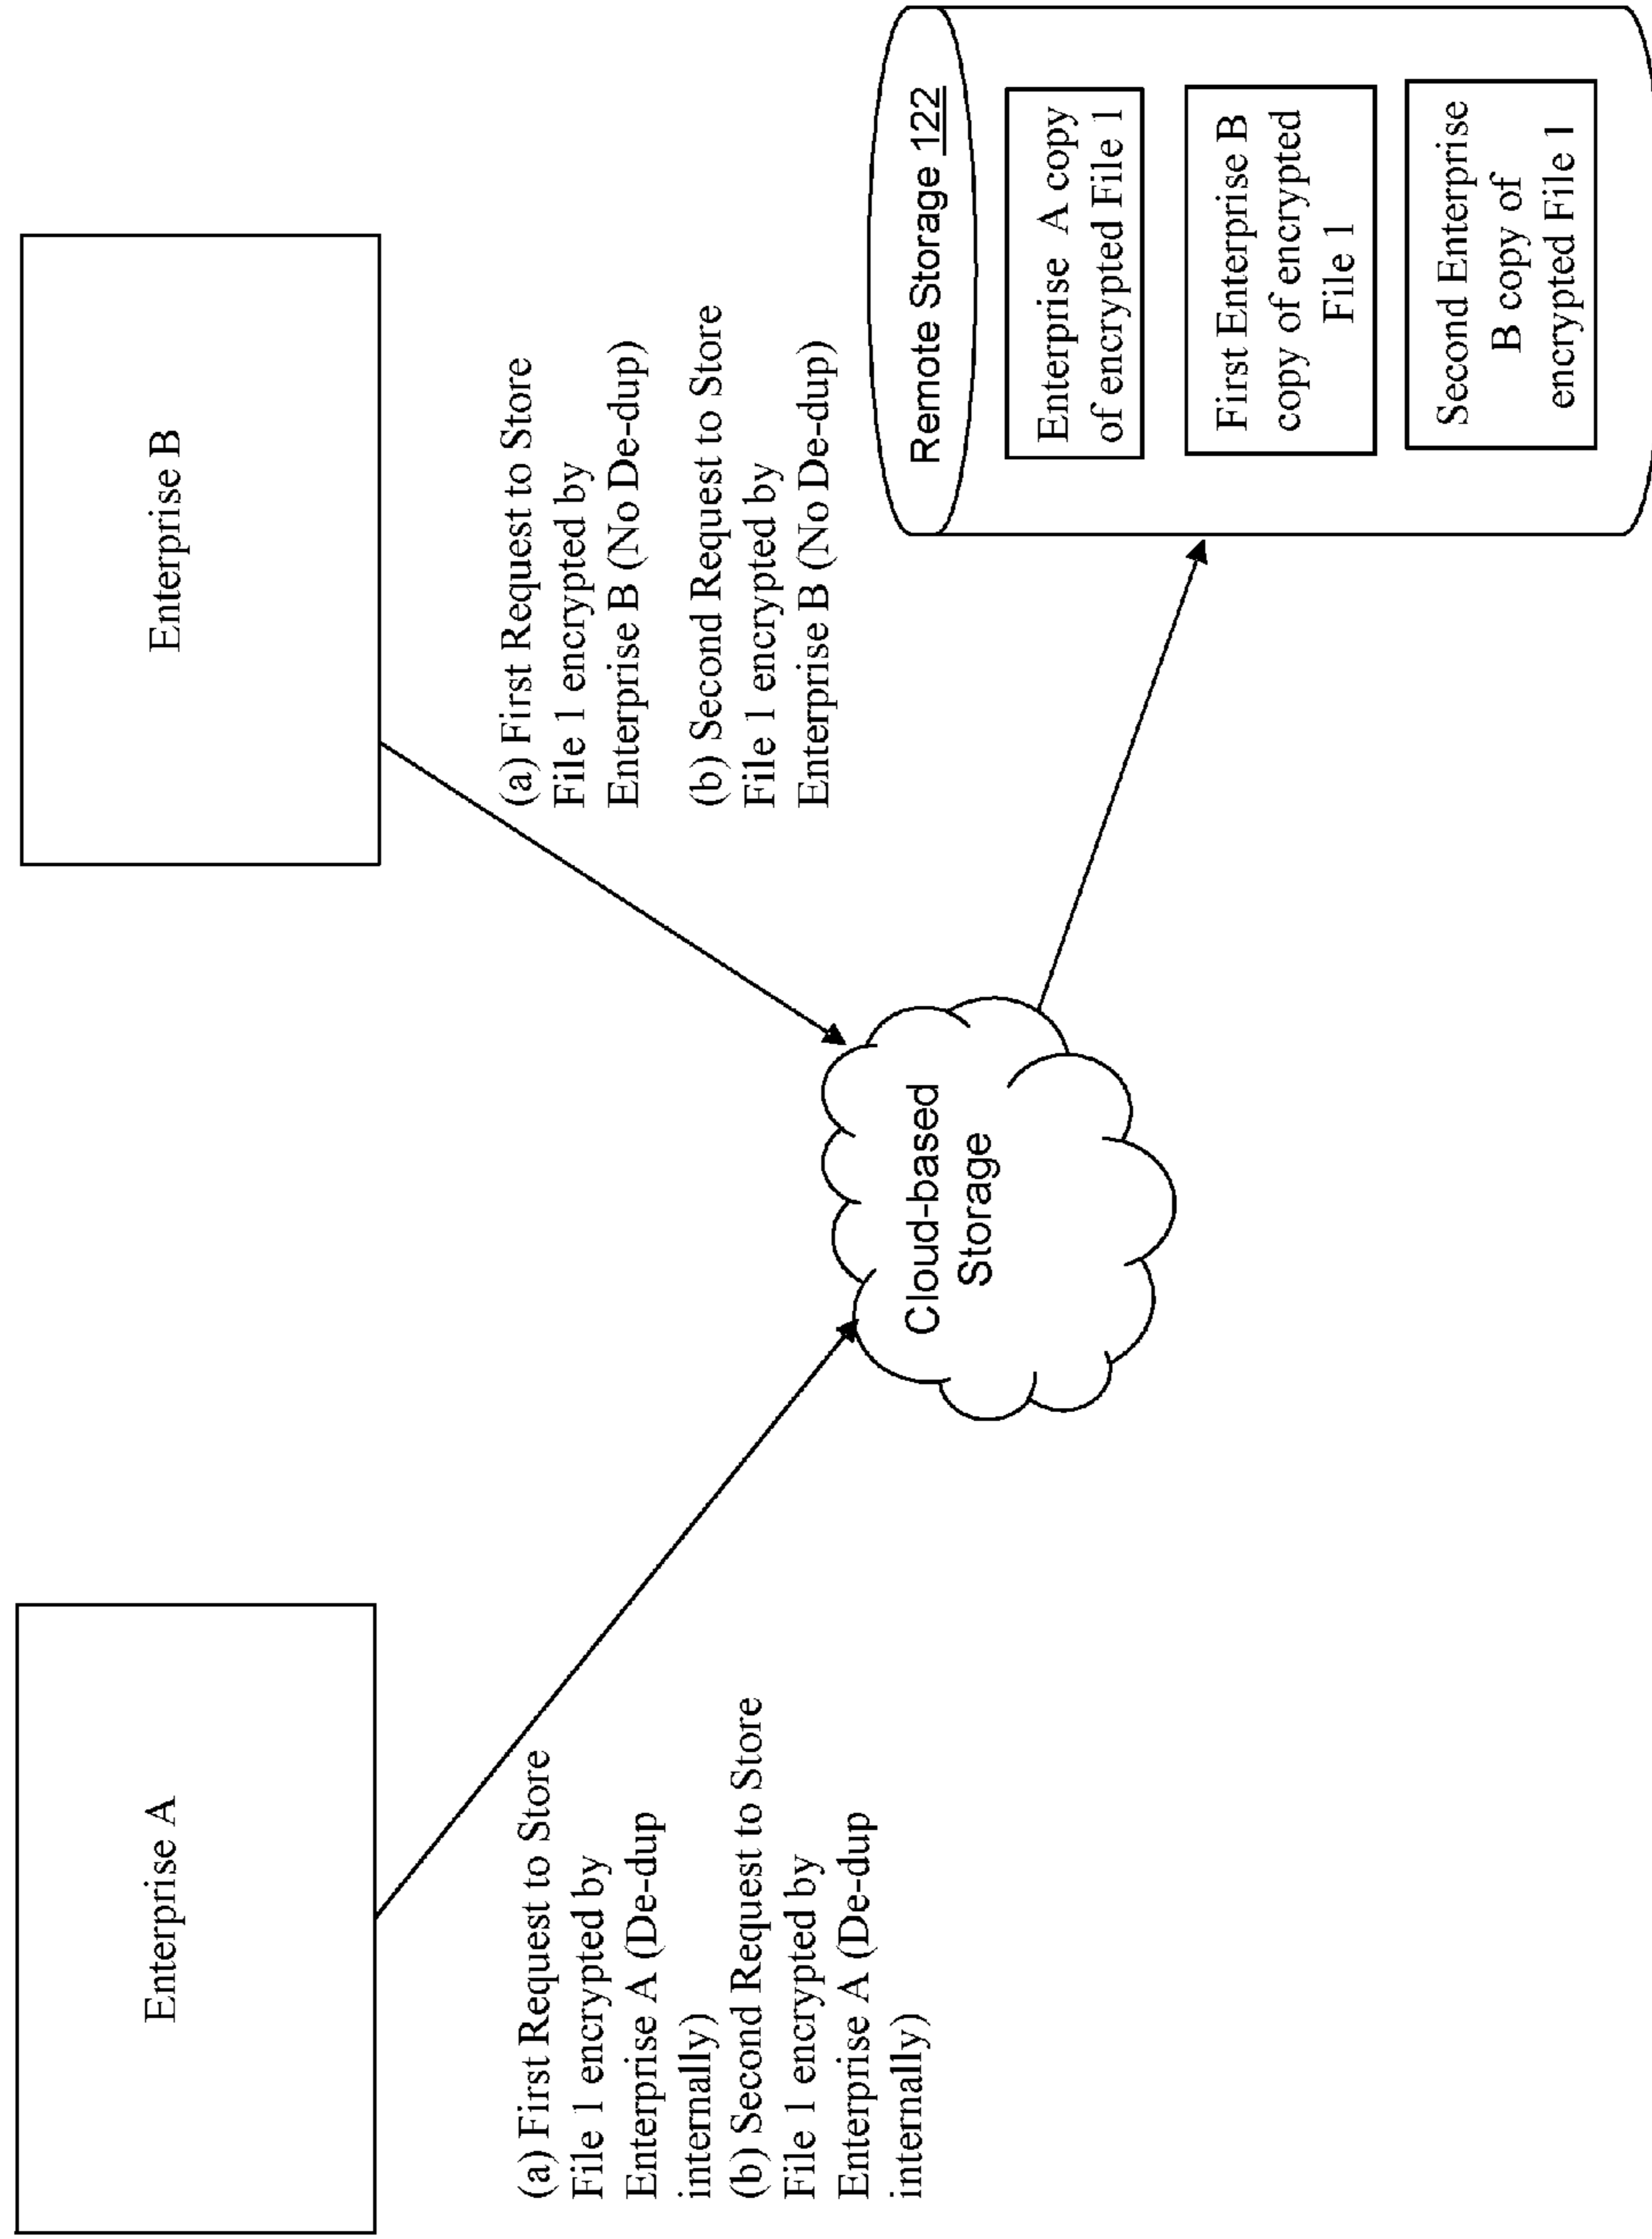 Enterprise A
(a) First Request to Store
File 1 encrypted by
Enterprise A (De-dup
internally)
(b) Second Request to Store
File 1 encrypted by
Enterprise A (De-dup
internally)
Enterprise B
(a) First Request to Store
File 1 encrypted by
Enterprise B (No De-dup)
(b) Second Request to Store
File 1 encrypted by
Enterprise B (No De-dup)
Cloud-based
Storage
Remote Storage 122
Enterprise A copy
of encrypted File 1
First Enterprise B
copy of encrypted
File 1
Second Enterprise
B copy of
encrypted File 1